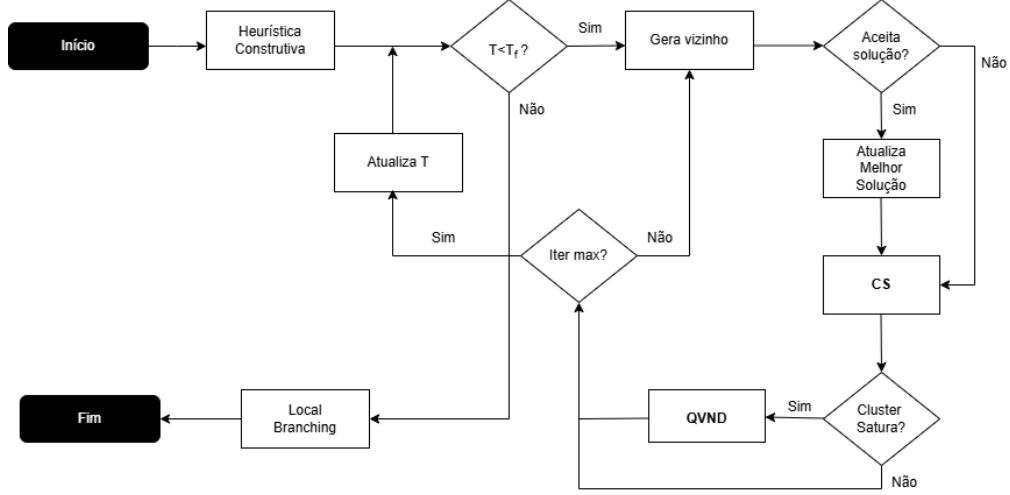 Início
Heurística
Construtiva
T<Tf ?
Sim
Gera vizinho
Aceita
solução?
Não
Não
Sim
Atualiza T
Atualiza
Melhor
Solução
Sim
Iter max?
Não
CS
Fim
Local
Branching
QVND
Sim
Cluster
Satura?
Não